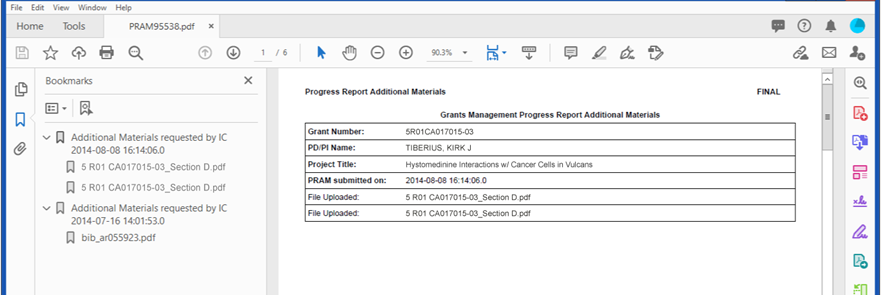 File Edit View Window Help
Home Tools PRAM95538.pdf ×
1 / 6 90.3%
Bookmarks ×
Additional Materials requested by IC
2014-08-08 16:14:06.0
5 R01 CA017015-03_Section D.pdf
5 R01 CA017015-03_Section D.pdf
Additional Materials requested by IC
2014-07-16 14:01:53.0
bib_ar055923.pdf
Progress Report Additional Materials FINAL
Grants Management Progress Report Additional Materials
Grant Number: 5R01CA017015-03
PD/PI Name: TIBERIUS, KIRK J
Project Title: Hystomedinine Interactions w/ Cancer Cells in Vulcans
PRAM submitted on: 2014-08-08 16:14:06.0
File Uploaded: 5 R01 CA017015-03_Section D.pdf
File Uploaded: 5 R01 CA017015-03_Section D.pdf